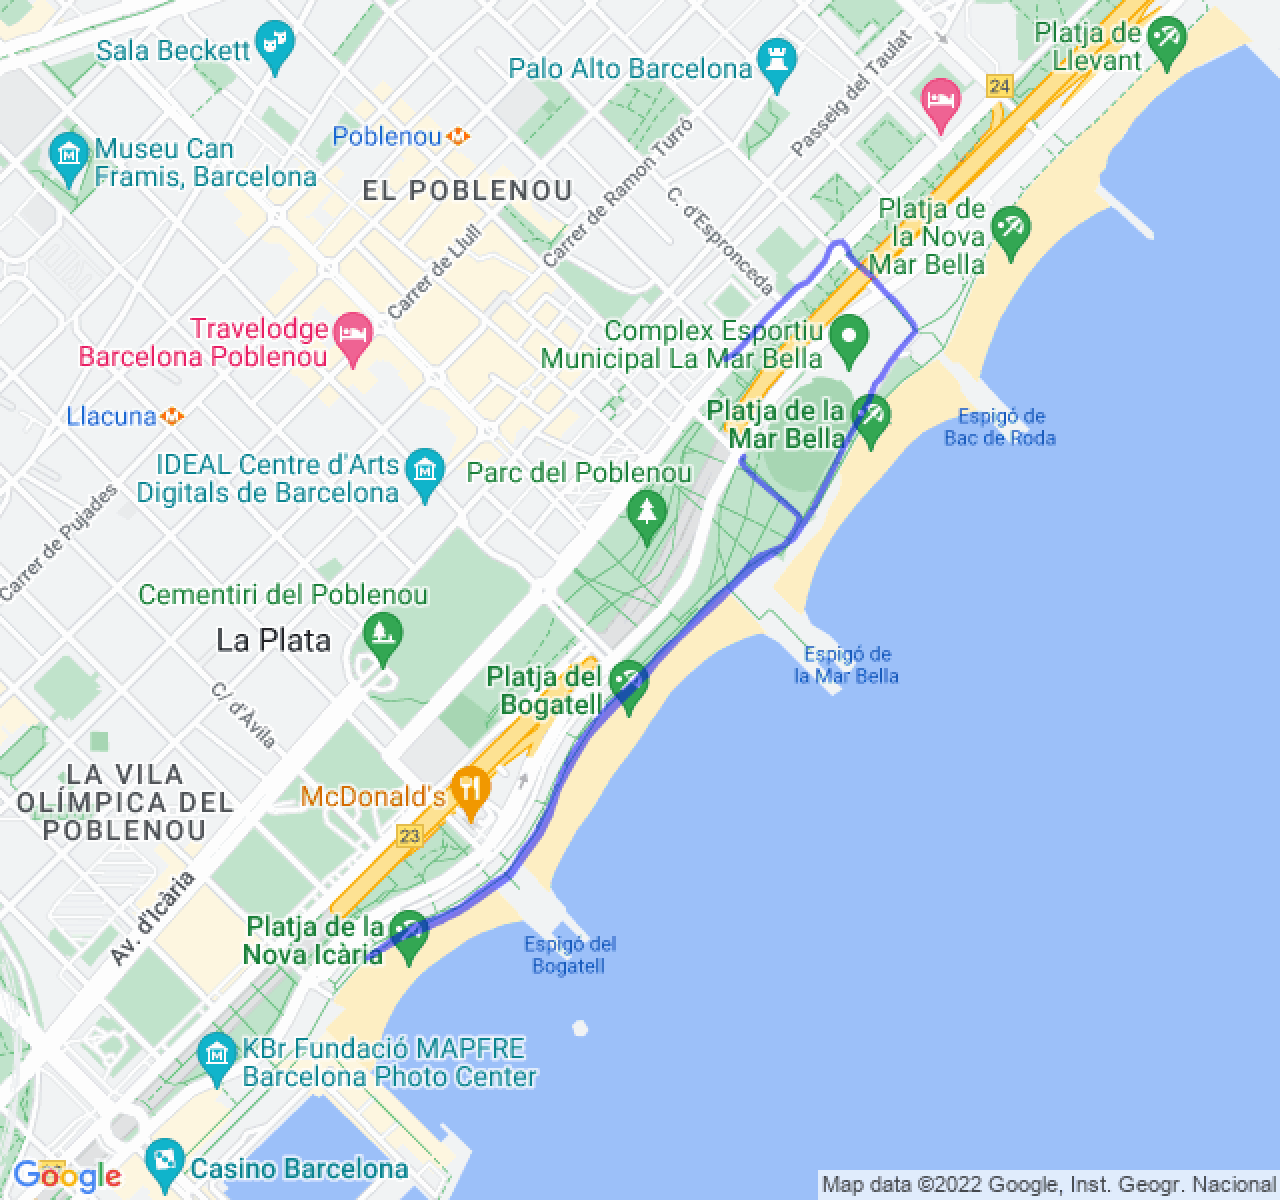 Sala Beckett
Palo Alto Barcelona
Platja de
Llevant
24
Passeig del Taulat
Poblenou
Museu Can
Framis, Barcelona
EL POBLENOU
Carrer de Ramon Turró
C. d'Espronceda
Platja de
la Nova
Mar Bella
Carrer de Llull
Travelodge
Barcelona Poblenou
Complex Esportiu
Municipal La Mar Bella
Llacuna
Platja de la
Mar Bella
Espigó de
Bac de Roda
IDEAL Centre d'Arts
Digitals de Barcelona
Parc del Poblenou
Carrer de Pujades
Cementiri del Poblenou
La Plata
Espigó de
la Mar Bella
Platja del
Bogatell
C/ d'Àvila
LA VILA
OLÍMPICA DEL
POBLENOU
McDonald's
23
Av. d'Icària
Platja de la
Nova Icària
Espigó del
Bogatell
KBr Fundació MAPFRE
Barcelona Photo Center
Casino Barcelona
Google
Map data ©2022 Google, Inst. Geogr. Nacional